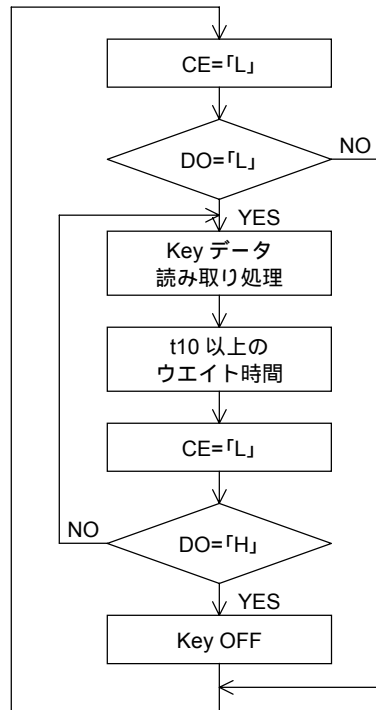 CE=「L」
DO=「L」
NO
YES
Key データ
読み取り処理
t10 以上の
ウエイト時間
CE=「L」
NO
DO=「H」
YES
Key OFF